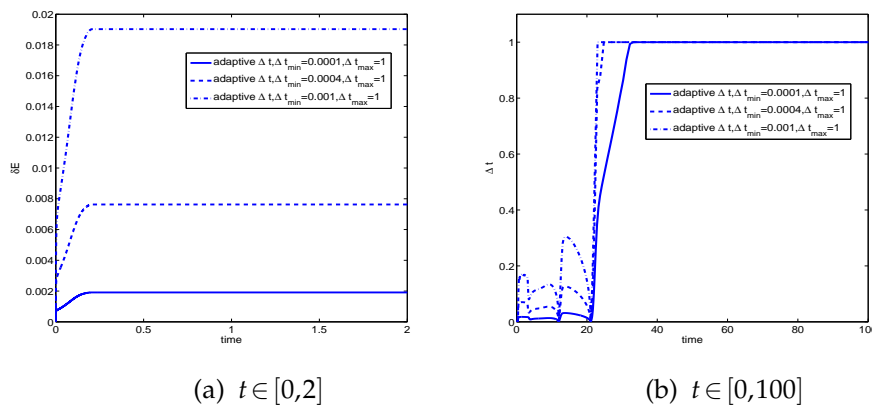 0.02
0.018
0.016
0.014
0.012
0.01
0.008
0.006
0.004
0.002
0
δE
adaptive Δ t,Δ t_min=0.0001,Δ t_max=1
adaptive Δ t,Δ t_min=0.0004,Δ t_max=1
adaptive Δ t,Δ t_min=0.001,Δ t_max=1
0 0.5 1 1.5 2
time
(a) t∈[0,2]
1
0.8
0.6
0.4
0.2
0
Δ t
adaptive Δ t,Δ t_min=0.0001,Δ t_max=1
adaptive Δ t,Δ t_min=0.0004,Δ t_max=1
adaptive Δ t,Δ t_min=0.001,Δ t_max=1
0 20 40 60 80 100
time
(b) t∈[0,100]